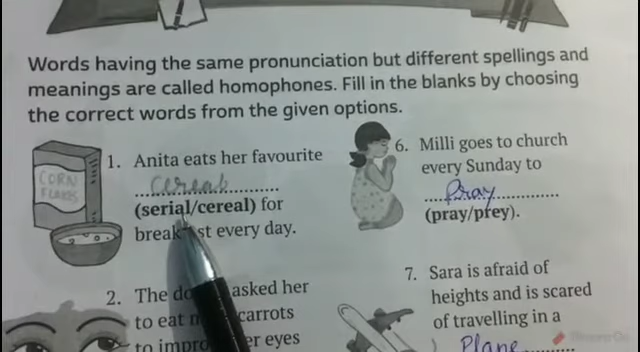 Words having the same pronunciation but different spellings and
meanings are called homophones. Fill in the blanks by choosing
the correct words from the given options.
CORN
FLAKES
1. Anita eats her favourite
cereal
(serial/cereal) for
breakfast every day.
2. The asked her
to eat carrots
to eyes
6. Milli goes to church
every Sunday to
Pray
(pray/prey).
7. Sara is afraid of
heights and is scared
of travelling in a
Plane